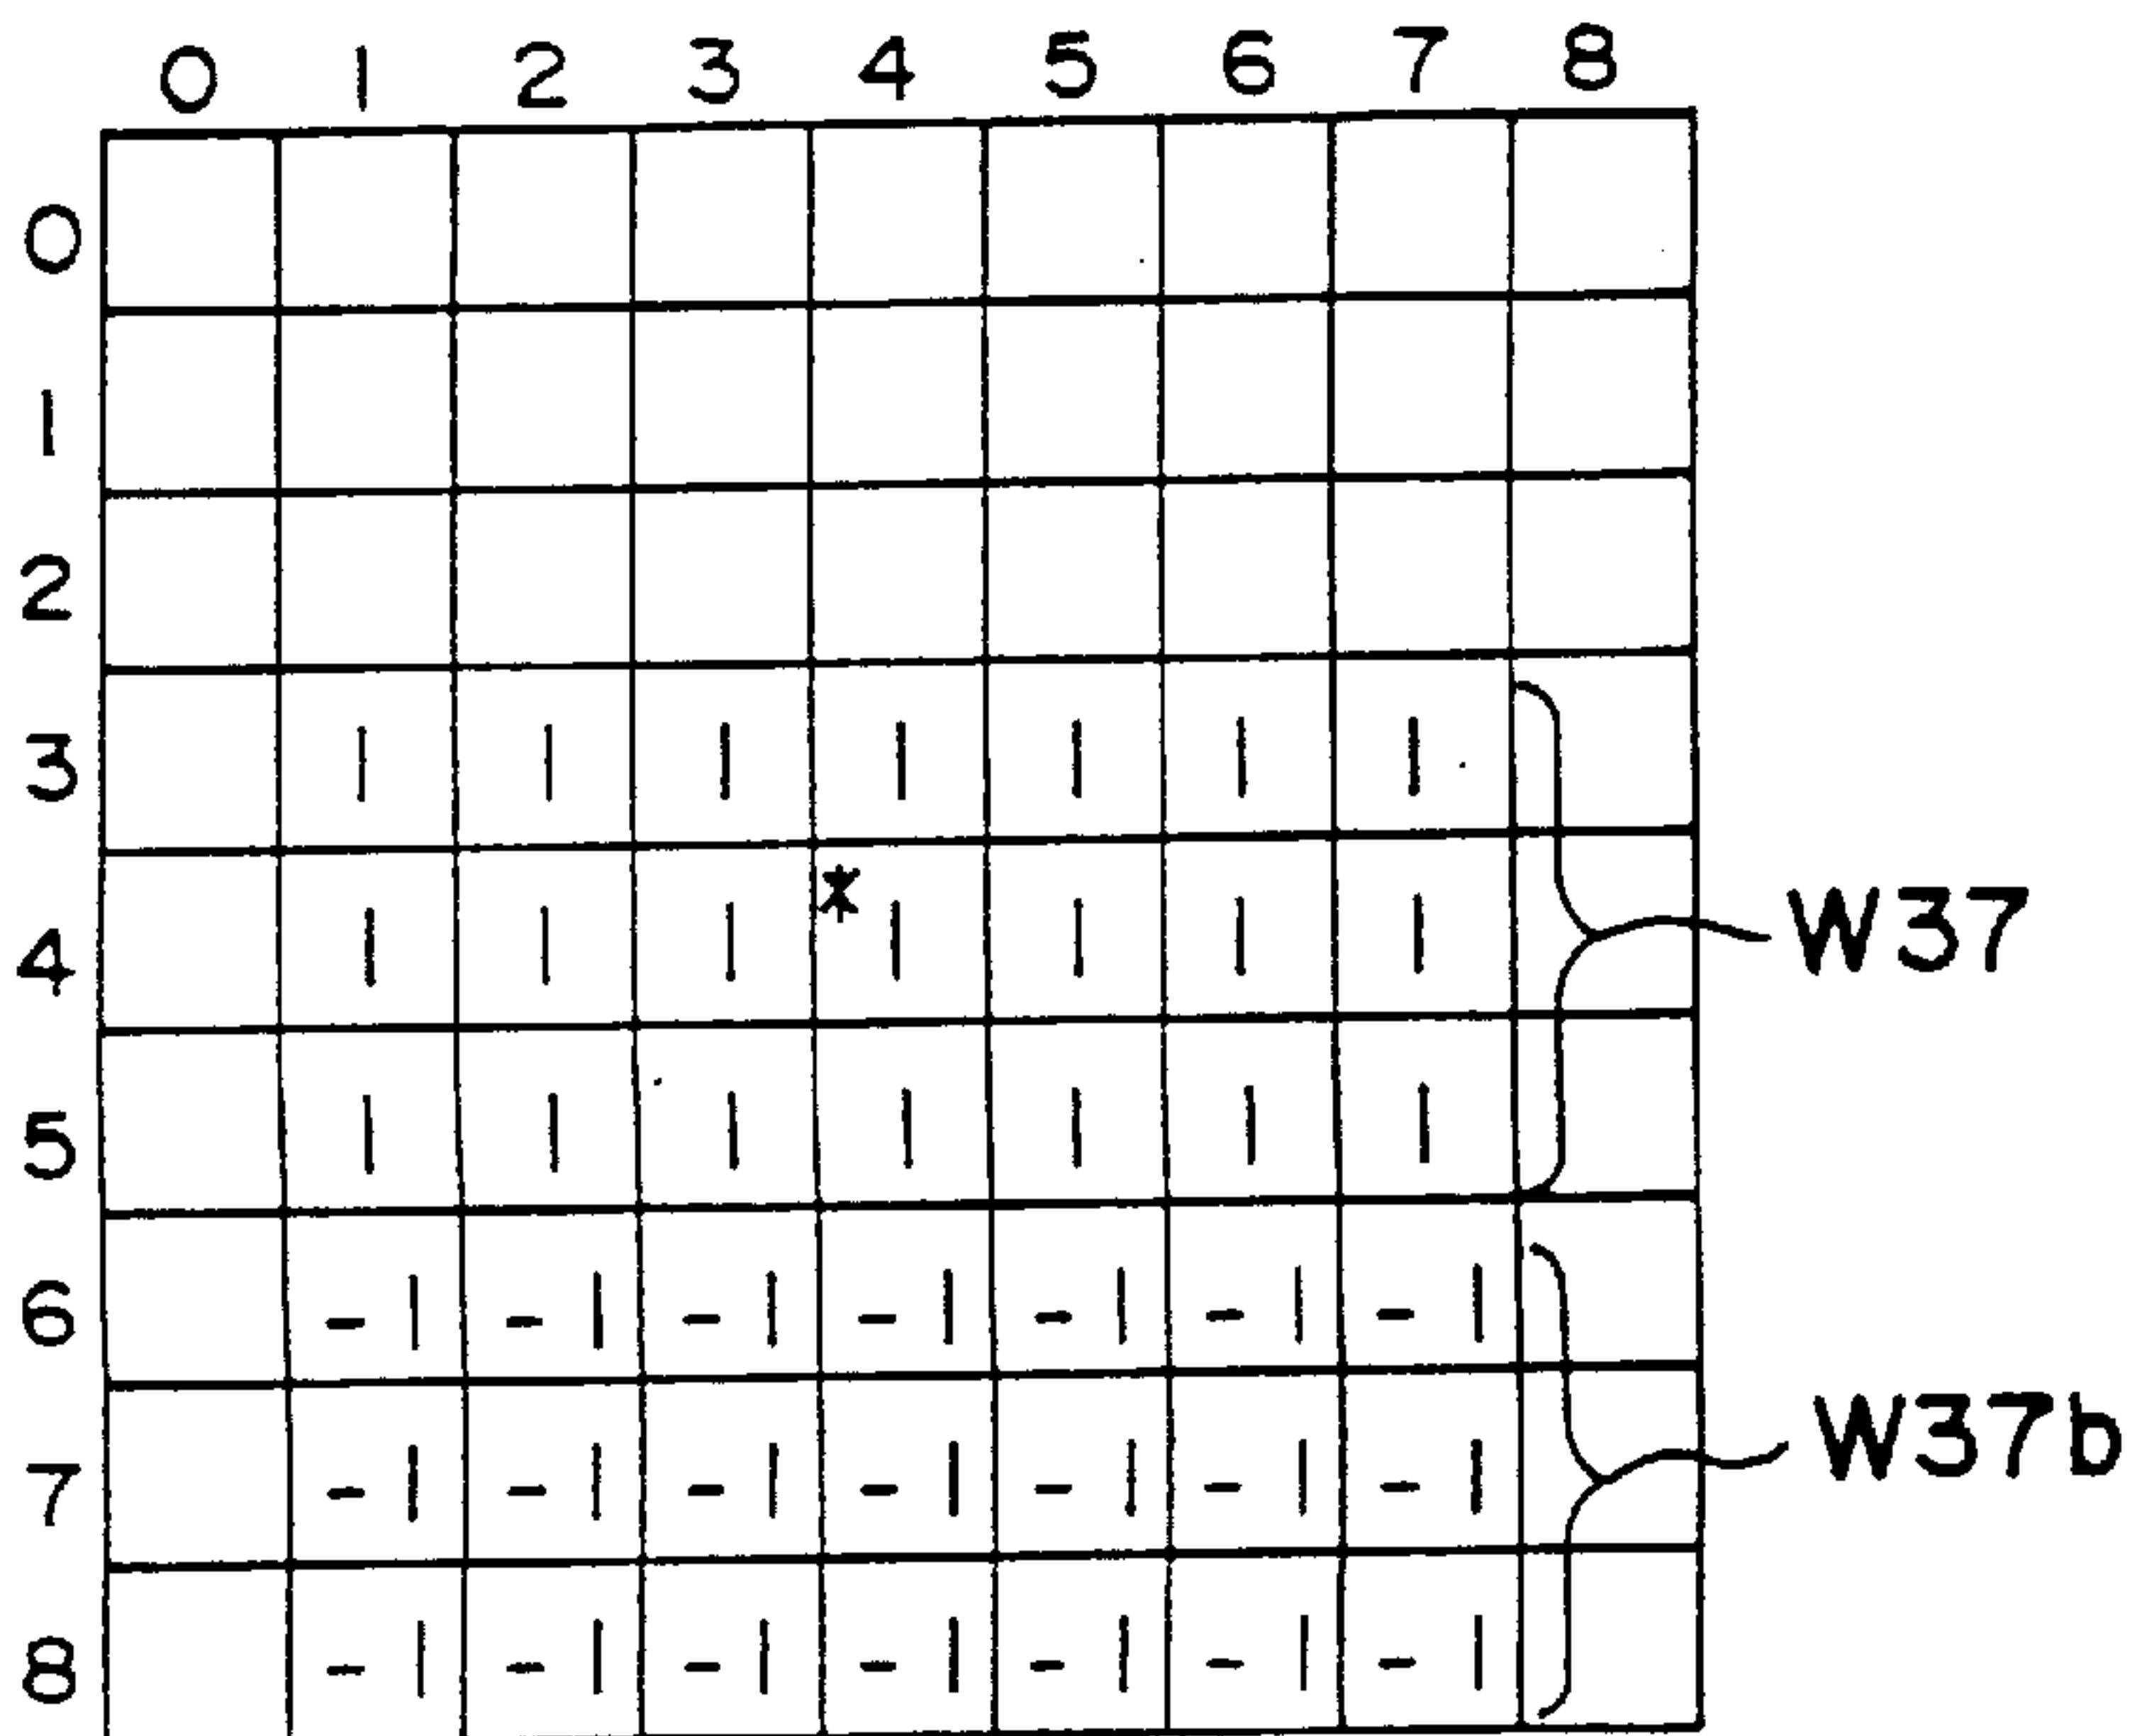 0 1 2 3 4 5 6 7 8
0
1
2
3 1 1 1 1 1 1 1
4 1 1 1 * 1 1 1 1 W37
5 1 1 1 1 1 1 1
6 -1 -1 -1 -1 -1 -1 -1
7 -1 -1 -1 -1 -1 -1 -1 W37b
8 -1 -1 -1 -1 -1 -1 -1